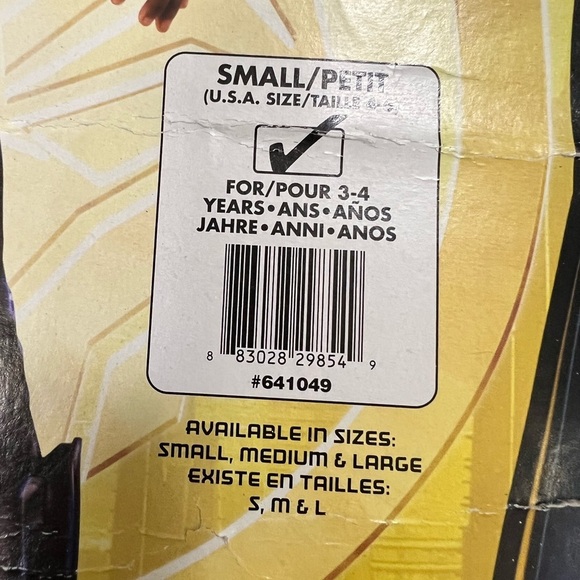 SMALL/PETIT
(U.S.A. SIZE/TAILLE
FOR/POUR 3-4
YEARS•ANS•AÑOS
JAHRE•ANNI•ANOS
8 83028 29854 9
#641049
AVAILABLE IN SIZES:
SMALL, MEDIUM & LARGE
EXISTE EN TAILLES:
S, M & L